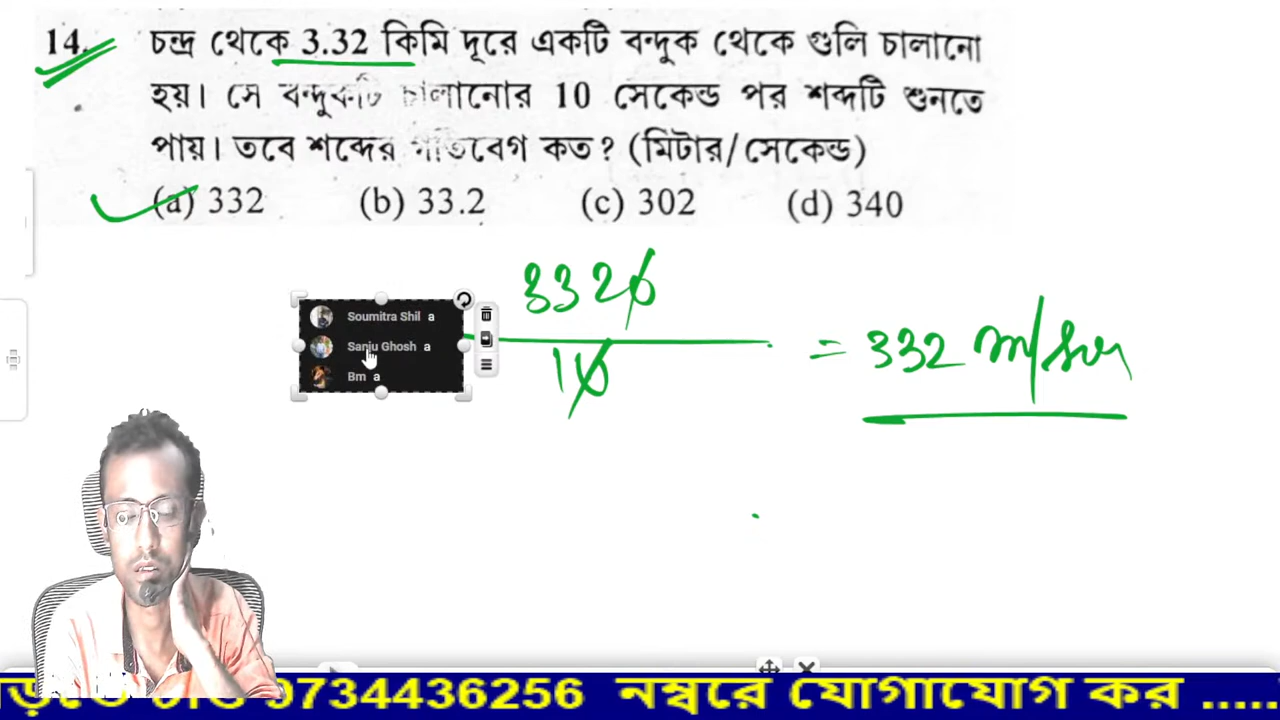 14. চন্দ্র থেকে 3.32 কিমি দূরে একটি বন্দুক থেকে গুলি চালানো
হয়। সে বন্দুকটি চালানোর 10 সেকেন্ড পর শব্দটি শুনতে
পায়। তবে শব্দের গতিবেগ কত? (মিটার/সেকেন্ড)
(a) 332 (b) 33.2 (c) 302 (d) 340
3320
10
= 332 m/sec
Soumitra Shil a
Sanju Ghosh a
Bm a
9734436256 নম্বরে যোগাযোগ কর .....